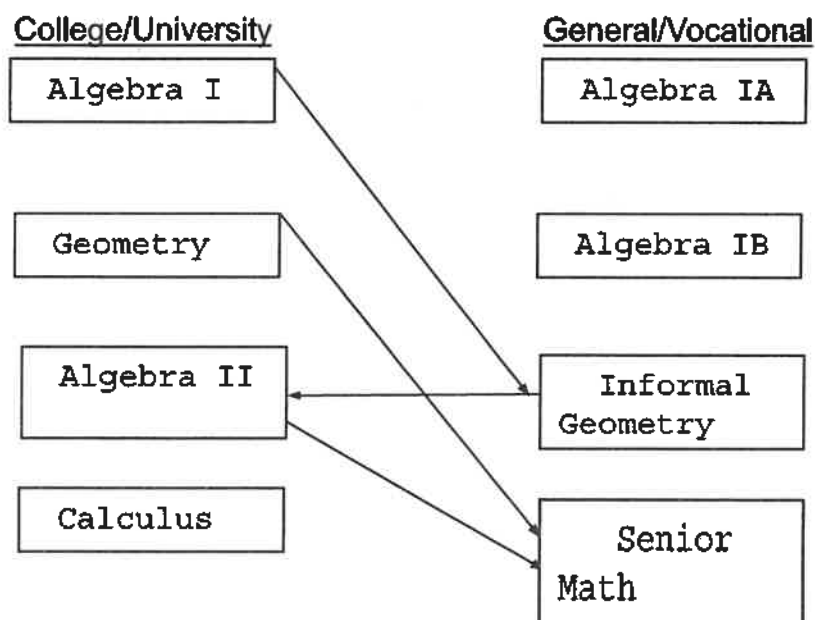 College/University
General/Vocational
Algebra I
Algebra IA
Geometry
Algebra IB
Algebra II
Informal
Geometry
Calculus
Senior
Math